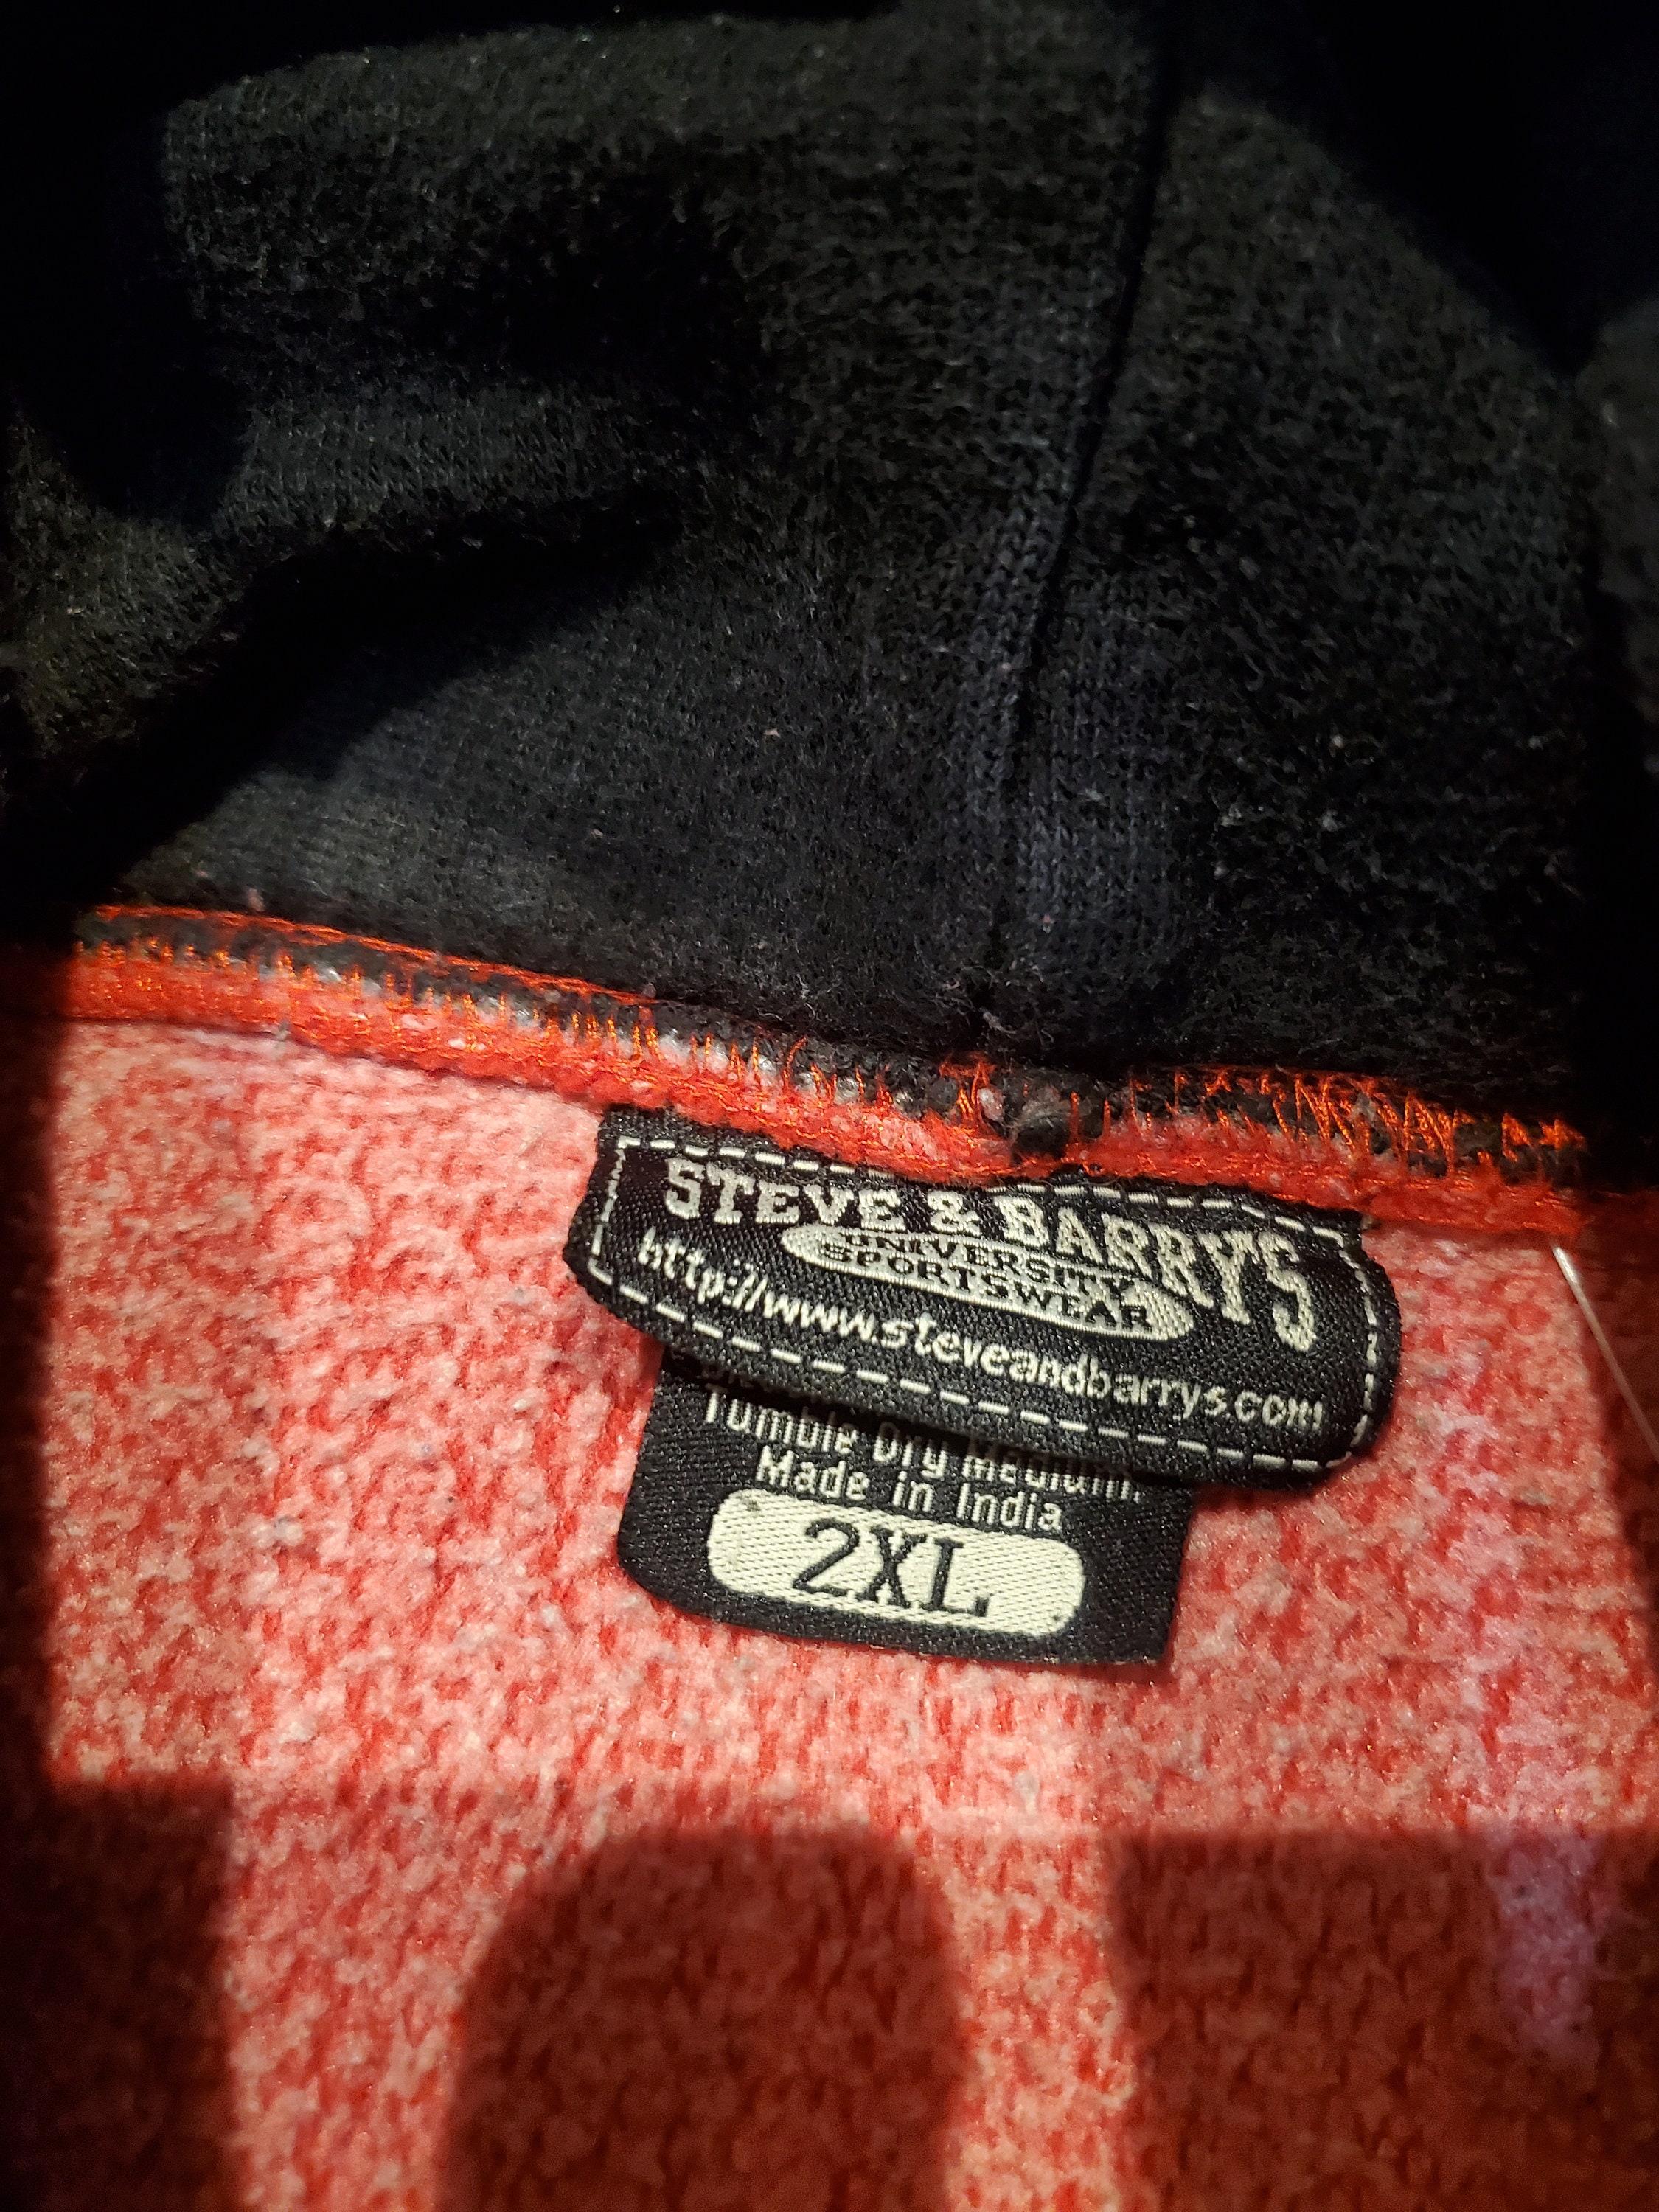 STEVE & BARRY'S
UNIVERSITY
SPORTSWEAR
http://www.steveandbarrys.com
Tumble Dry Medium.
Made in India
2XL